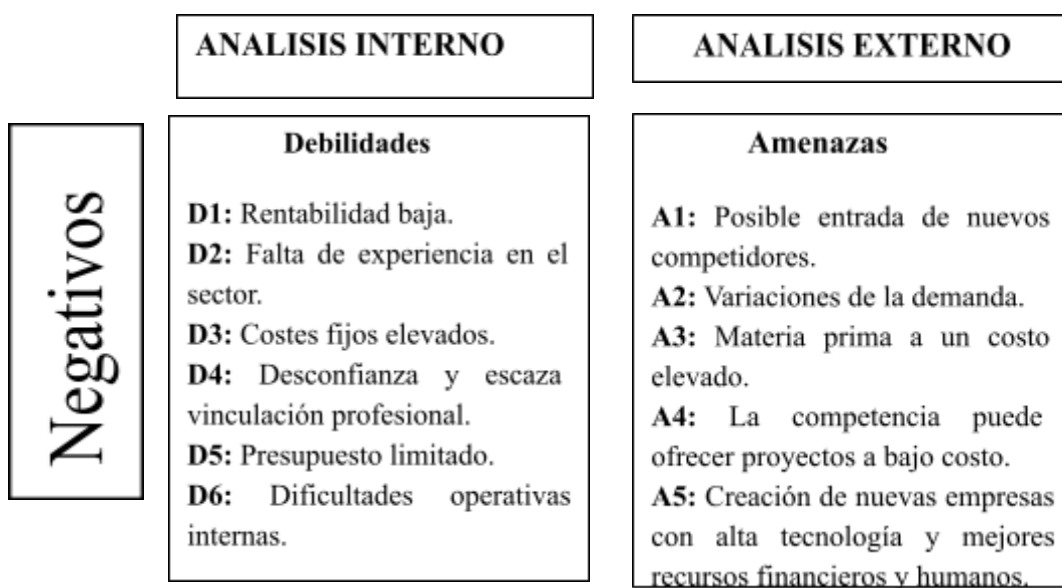 ANALISIS INTERNO
ANALISIS EXTERNO
Negativos
Debilidades
D1: Rentabilidad baja.
D2: Falta de experiencia en el
sector.
D3: Costes fijos elevados.
D4: Desconfianza y escaza
vinculación profesional.
D5: Presupuesto limitado.
D6: Dificultades operativas
internas.
Amenazas
A1: Posible entrada de nuevos
competidores.
A2: Variaciones de la demanda.
A3: Materia prima a un costo
elevado.
A4: La competencia puede
ofrecer proyectos a bajo costo.
A5: Creación de nuevas empresas
con alta tecnología y mejores
recursos financieros y humanos.